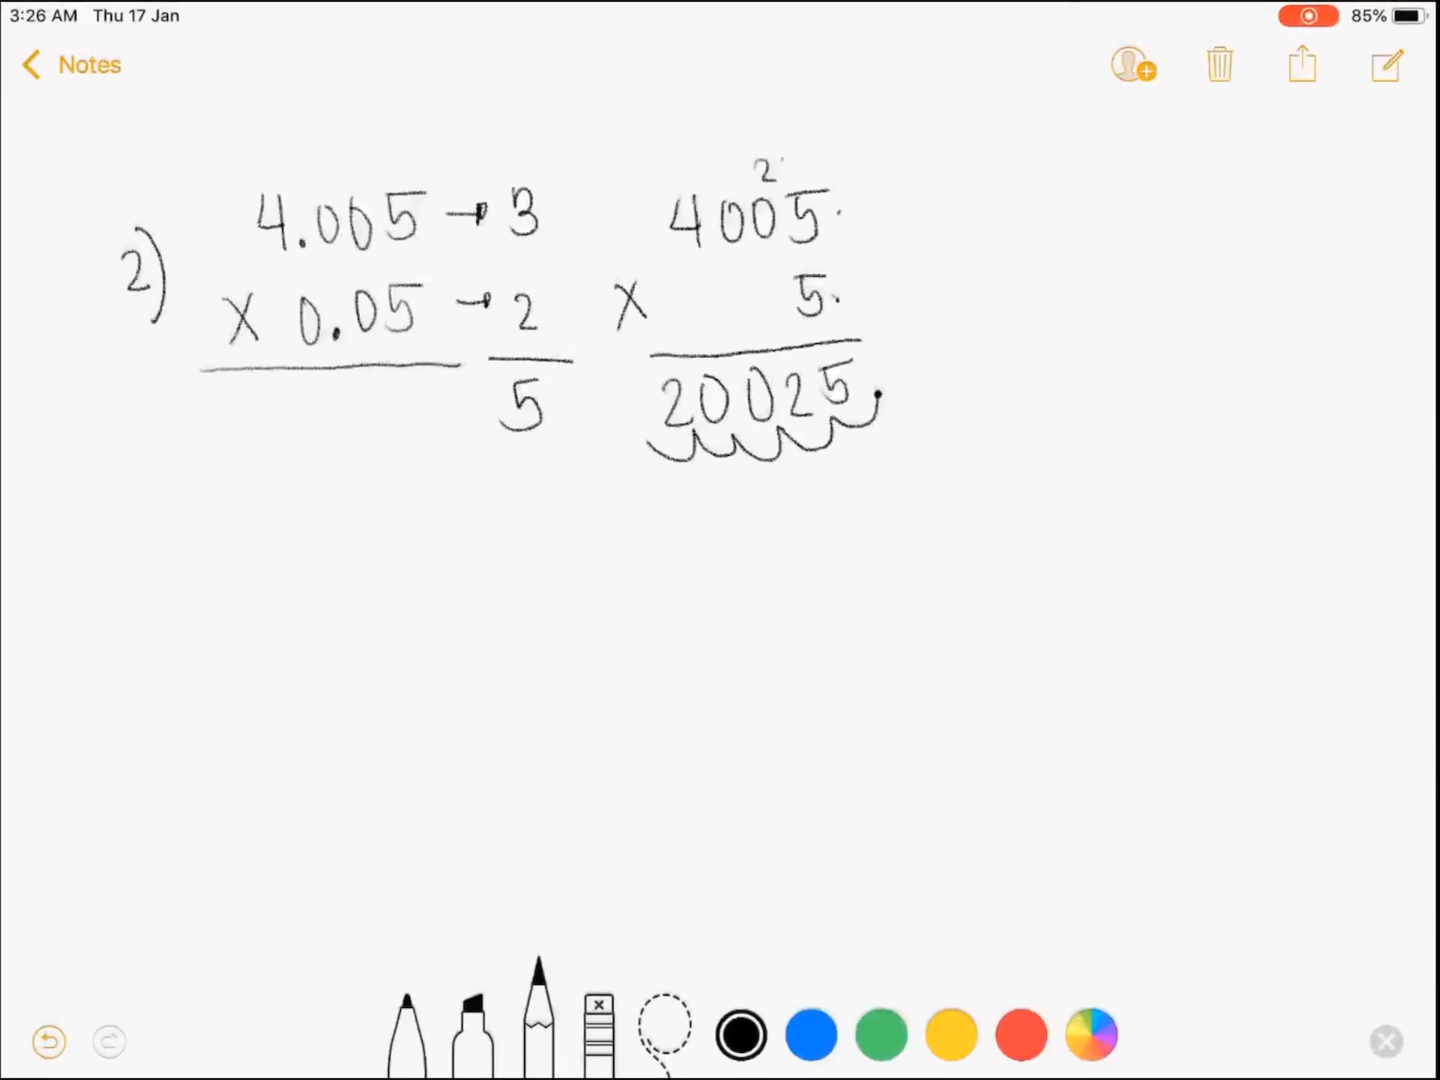 3:26 AM Thu 17 Jan
85%
Notes
2
4.005 → 3 4005.
2)
x 0.05 → 2 x 5.
5 20025.